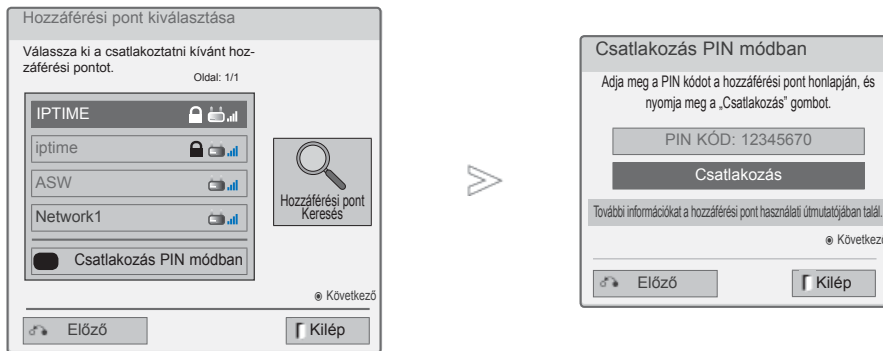 Hozzáférési pont kiválasztása
Válassza ki a csatlakoztatni kívánt hoz-
záférési pontot.
Oldal: 1/1
IPTIME
iptime
ASW
Network1
Csatlakozás PIN módban
Hozzáférési pont
Keresés
Következő
Előző
Kilép
Csatlakozás PIN módban
Adja meg a PIN kódot a hozzáférési pont honlapján, és
nyomja meg a „Csatlakozás” gombot.
PIN KÓD: 12345670
Csatlakozás
További információkat a hozzáférési pont használati útmutatójában talál.
Következő
Előző
Kilép